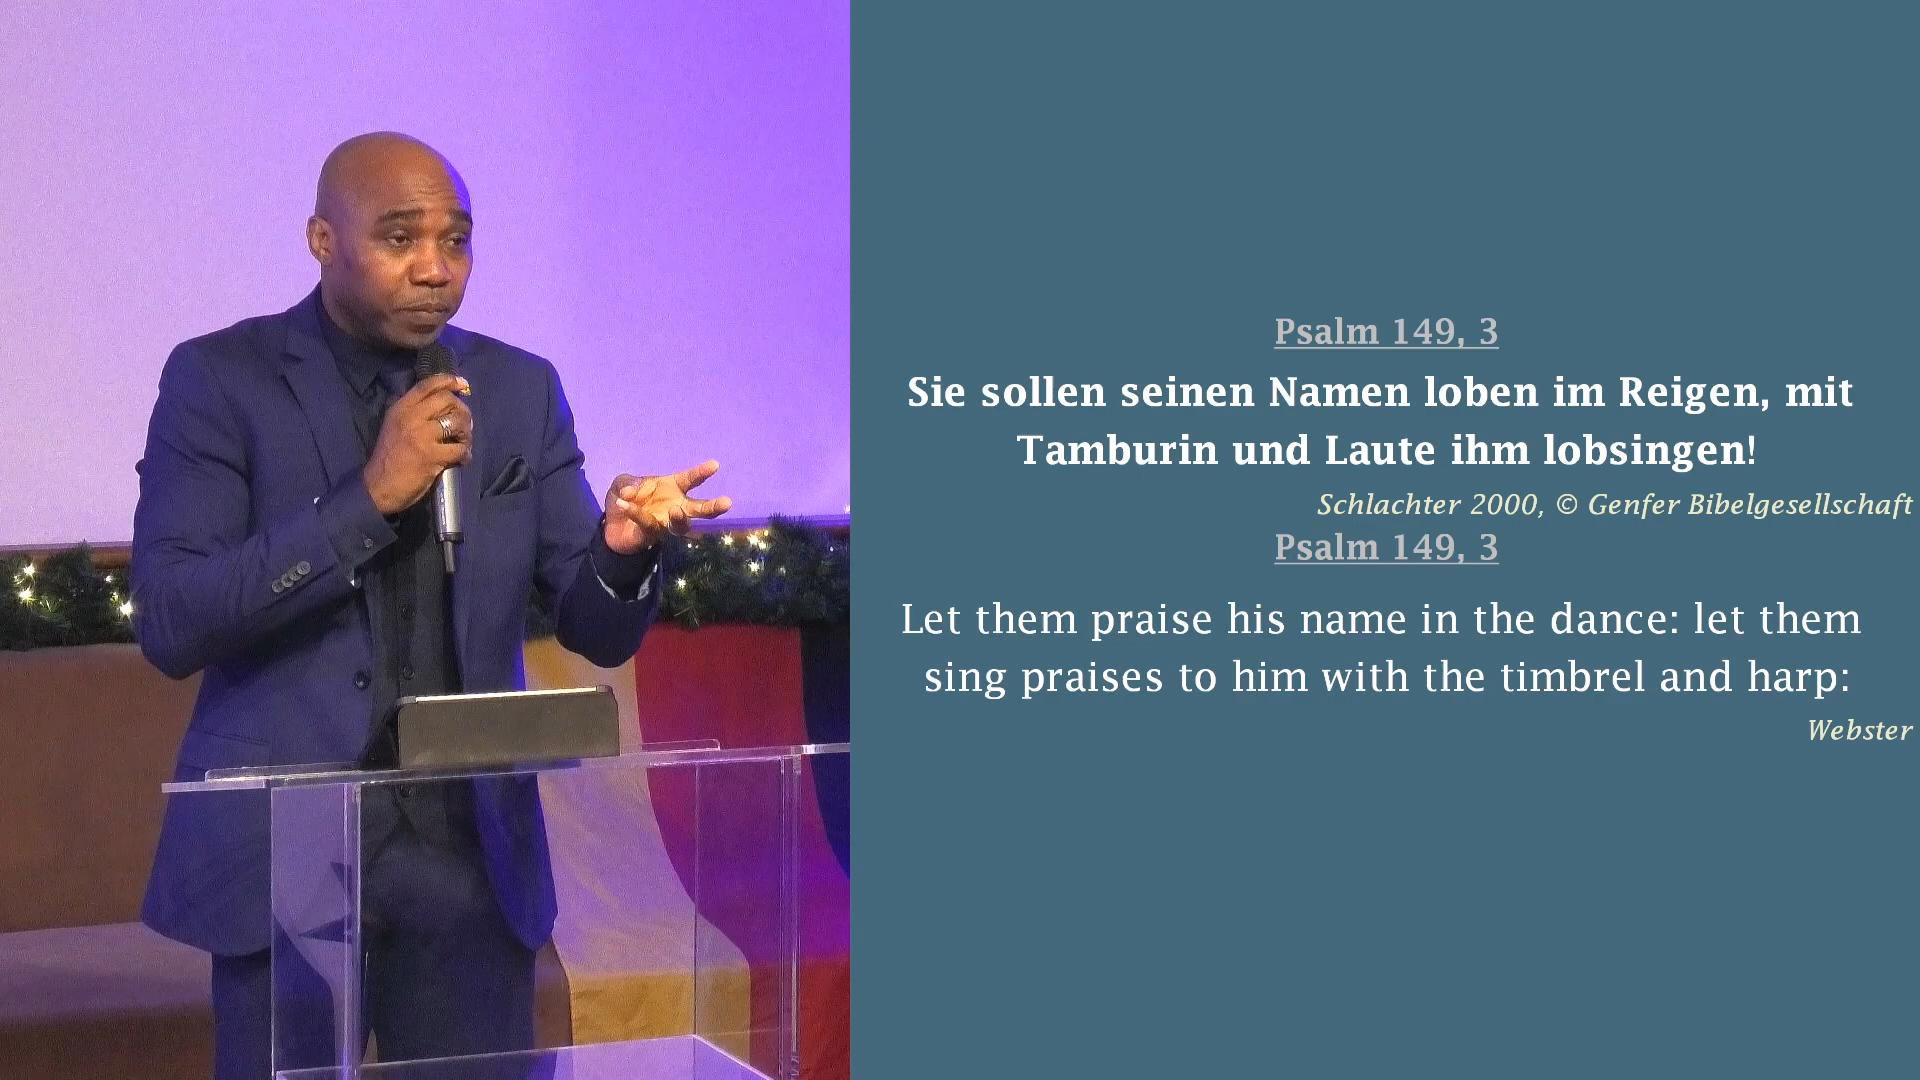 Psalm 149, 3
Sie sollen seinen Namen loben im Reigen, mit
Tamburin und Laute ihm lobsingen!
Schlachter 2000, © Genfer Bibelgesellschaft
Psalm 149, 3
Let them praise his name in the dance: let them
sing praises to him with the timbrel and harp:
Webster